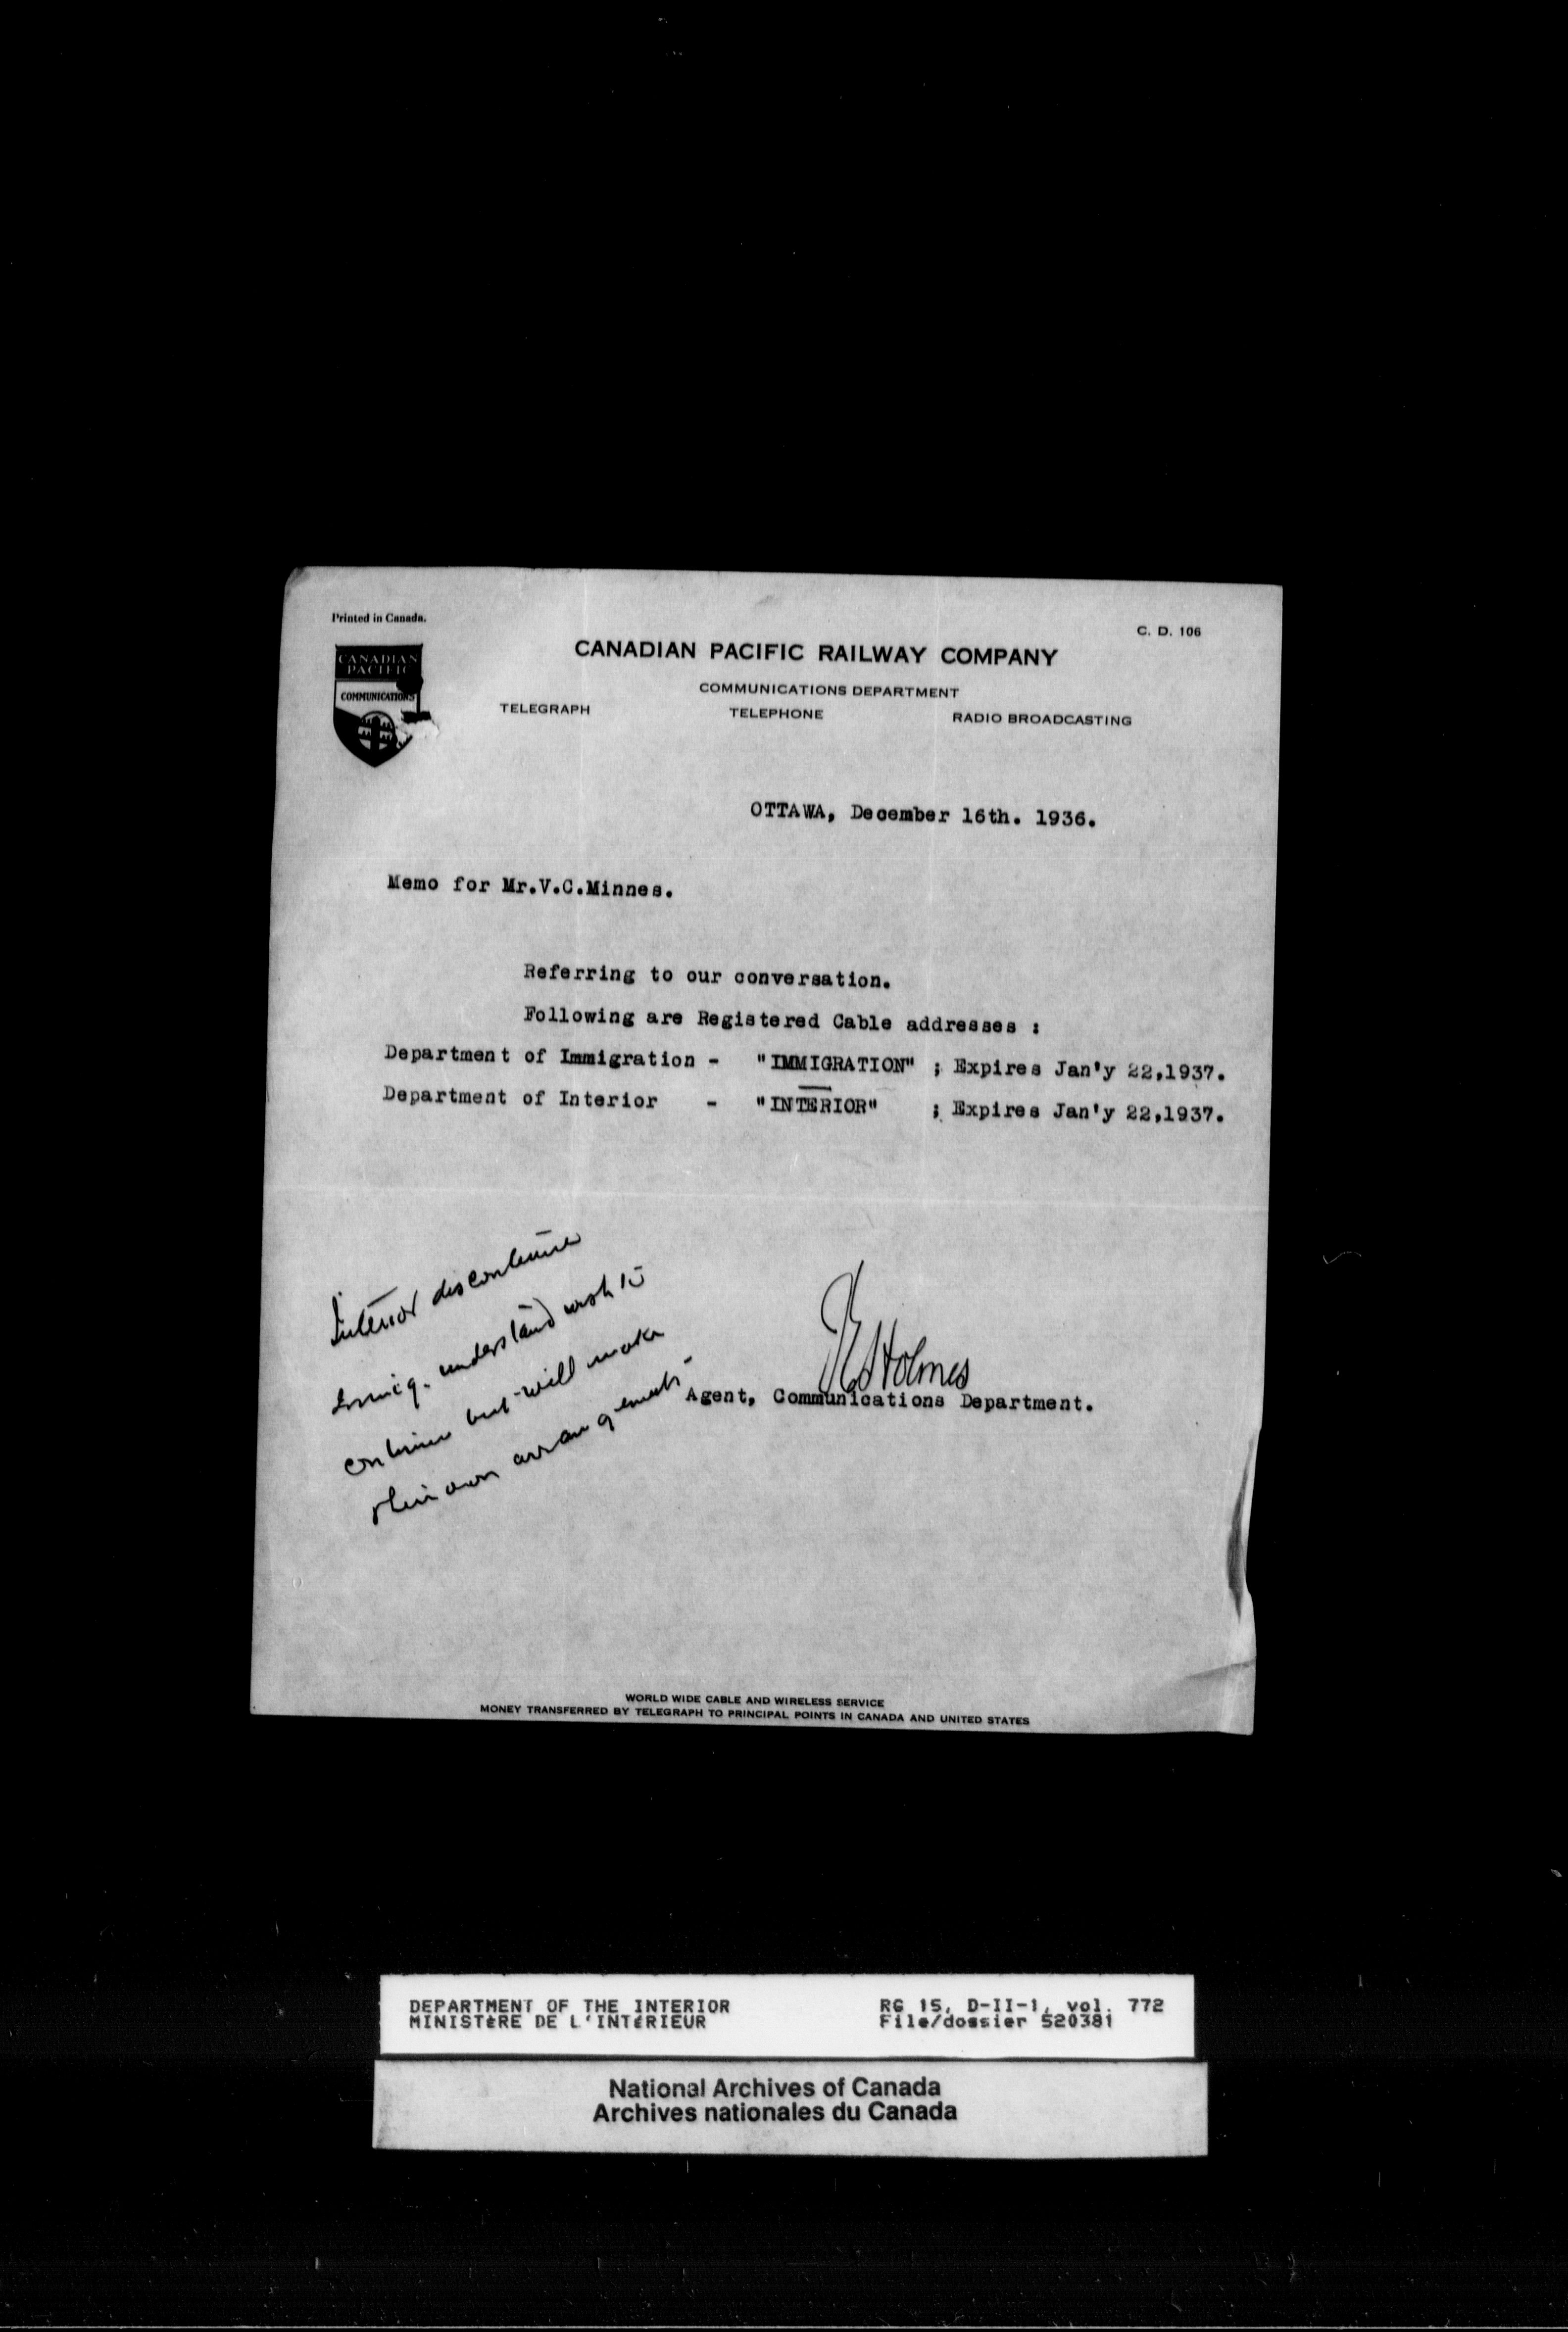 Printed in Canada.
C. D. 106
CANADIAN
PACIFIC
COMMUNICATIONS
CANADIAN PACIFIC RAILWAY COMPANY
COMMUNICATIONS DEPARTMENT
TELEGRAPH TELEPHONE RADIO BROADCASTING
OTTAWA, December 16th. 1936.
Memo for Mr.V.C.Minnes.
Referring to our conversation.
Following are Registered Cable addresses :
Department of Immigration - "IMMIGRATION" ; Expires Jan'y 22,1937.
Department of Interior - "INTERIOR" ; Expires Jan'y 22,1937.
Interior discontinue
Immig. understand wish to
continue but will make
their own arrangements.
Holmes
Agent, Communications Department.
WORLD WIDE CABLE AND WIRELESS SERVICE
MONEY TRANSFERRED BY TELEGRAPH TO PRINCIPAL POINTS IN CANADA AND UNITED STATES
DEPARTMENT OF THE INTERIOR RG 15, D-II-1, vol. 772
MINISTèRE DE L'INTéRIEUR File/dossier 520381
National Archives of Canada
Archives nationales du Canada